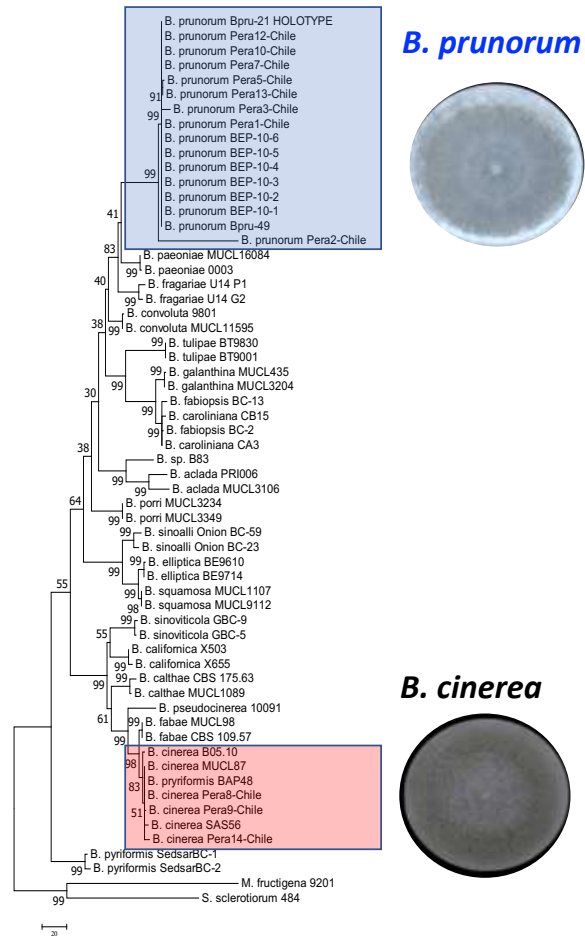 B. prunorum Bpru-21 HOLOTYPE
B. prunorum
B. prunorum Pera12-Chile
B. prunorum Pera10-Chile
B. prunorum Pera7-Chile
B. prunorum Pera5-Chile
91
B. prunorum Pera13-Chile
B. prunorum Pera3-Chile
99
B. prunorum Pera1-Chile
B. prunorum BEP-10-6
B. prunorum BEP-10-5
B. prunorum BEP-10-4
99
B. prunorum BEP-10-3
B. prunorum BEP-10-2
B. prunorum BEP-10-1
41
B. prunorum Bpru-49
B. prunorum Pera2-Chile
83
B. paeoniae MUCL16084
99
B. paeoniae 0003
40
B. fragariae U14 P1
99
B. fragariae U14 G2
B. convoluta 9801
38
99
B. convoluta MUCL11595
99
B. tulipae BT9830
B. tulipae BT9001
99
99
B. galanthina MUCL435
B. galanthina MUCL3204
30
B. fabiopsis BC-13
99
B. caroliniana CB15
B. fabiopsis BC-2
99
B. caroliniana CA3
38
B. sp. B83
99
B. aclada PRI006
99
B. aclada MUCL3106
64
B. porri MUCL3234
99
B. porri MUCL3349
99
B. sinoalli Onion BC-59
B. sinoalli Onion BC-23
99
99
B. elliptica BE9610
B. elliptica BE9714
55
99
B. squamosa MUCL1107
98
B. squamosa MUCL9112
99
B. sinoviticola GBC-9
55
B. sinoviticola GBC-5
B. californica X503
99
99
B. californica X655
99
B. calthae CBS 175.63
B. calthae MUCL1089
61
B. cinerea
B. pseudocinerea 10091
99
99
B. fabae MUCL98
B. fabae CBS 109.57
B. cinerea B05.10
98
B. cinerea MUCL87
83
B. pryriformis BAP48
B. cinerea Pera8-Chile
51
B. cinerea Pera9-Chile
B. cinerea SAS56
B. cinerea Pera14-Chile
B. pyriformis SedsarBC-1
99
B. pyriformis SedsarBC-2
M. fructigena 9201
99
S. sclerotiorum 484
20